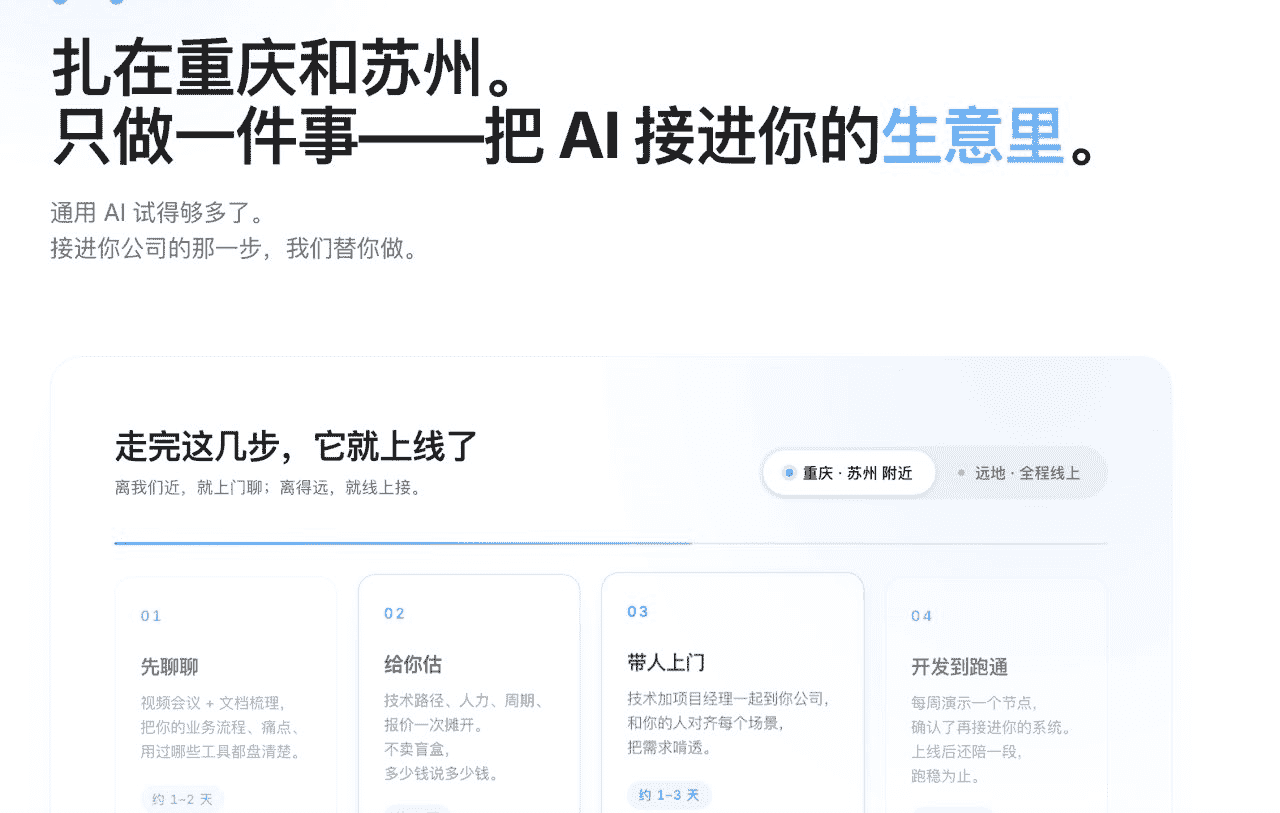 扎在重庆和苏州。
只做一件事——把 AI 接进你的生意里。
通用 AI 试得够多了。
接进你公司的那一步，我们替你做。
走完这几步，它就上线了
离我们近，就上门聊；离得远，就线上接。
重庆 · 苏州 附近
远地 · 全程线上
01
先聊聊
视频会议 + 文档梳理，
把你的业务流程、痛点、
用过哪些工具都盘清楚。
约 1–2 天
02
给你估
技术路径、人力、周期、
报价一次摊开。
不卖盲盒，
多少钱说多少钱。
03
带人上门
技术加项目经理一起到你公司，
和你的人对齐每个场景，
把需求啃透。
约 1–3 天
04
开发到跑通
每周演示一个节点，
确认了再接进你的系统。
上线后还陪一段，
跑稳为止。